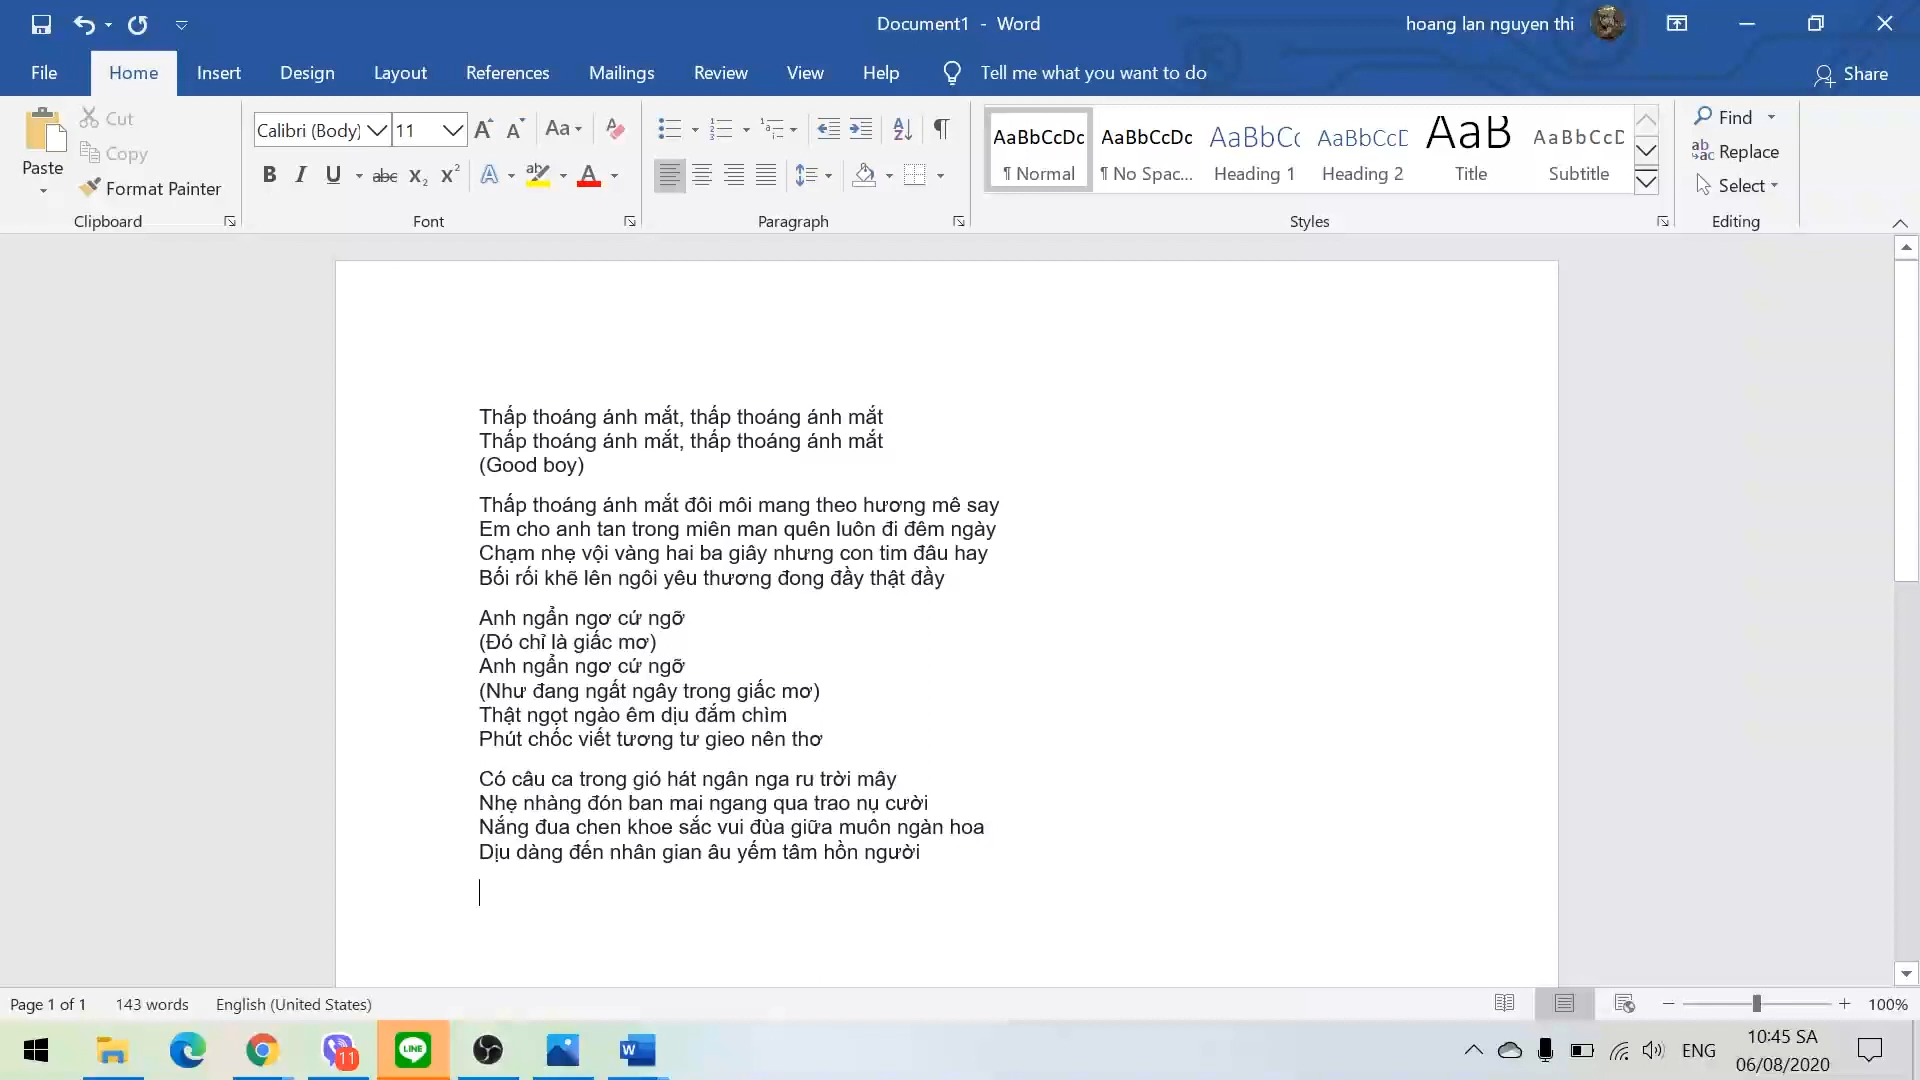 Document1 - Word
hoang lan nguyen thi
File Home Insert Design Layout References Mailings Review View Help Tell me what you want to do Share
Paste
Cut
Copy
Format Painter
Clipboard
Calibri (Body) 11
Font
Paragraph
AaBbCcDc AaBbCcDc AaBbCc AaBbCcD AaB AaBbCcD
¶ Normal ¶ No Spac... Heading 1 Heading 2 Title Subtitle
Styles
Find
Replace
Select
Editing
Thấp thoáng ánh mắt, thấp thoáng ánh mắt
Thấp thoáng ánh mắt, thấp thoáng ánh mắt
(Good boy)
Thấp thoáng ánh mắt đôi môi mang theo hương mê say
Em cho anh tan trong miên man quên luôn đi đêm ngày
Chạm nhẹ vội vàng hai ba giây nhưng con tim đâu hay
Bối rối khẽ lên ngôi yêu thương đong đầy thật đầy
Anh ngẩn ngơ cứ ngỡ
(Đó chỉ là giấc mơ)
Anh ngẩn ngơ cứ ngỡ
(Như đang ngất ngây trong giấc mơ)
Thật ngọt ngào êm dịu đắm chìm
Phút chốc viết tương tư gieo nên thơ
Có câu ca trong gió hát ngân nga ru trời mây
Nhẹ nhàng đón ban mai ngang qua trao nụ cười
Nắng đua chen khoe sắc vui đùa giữa muôn ngàn hoa
Dịu dàng đến nhân gian âu yếm tâm hồn người
Page 1 of 1 143 words English (United States) 100%
11
LINE
ENG
10:45 SA
06/08/2020